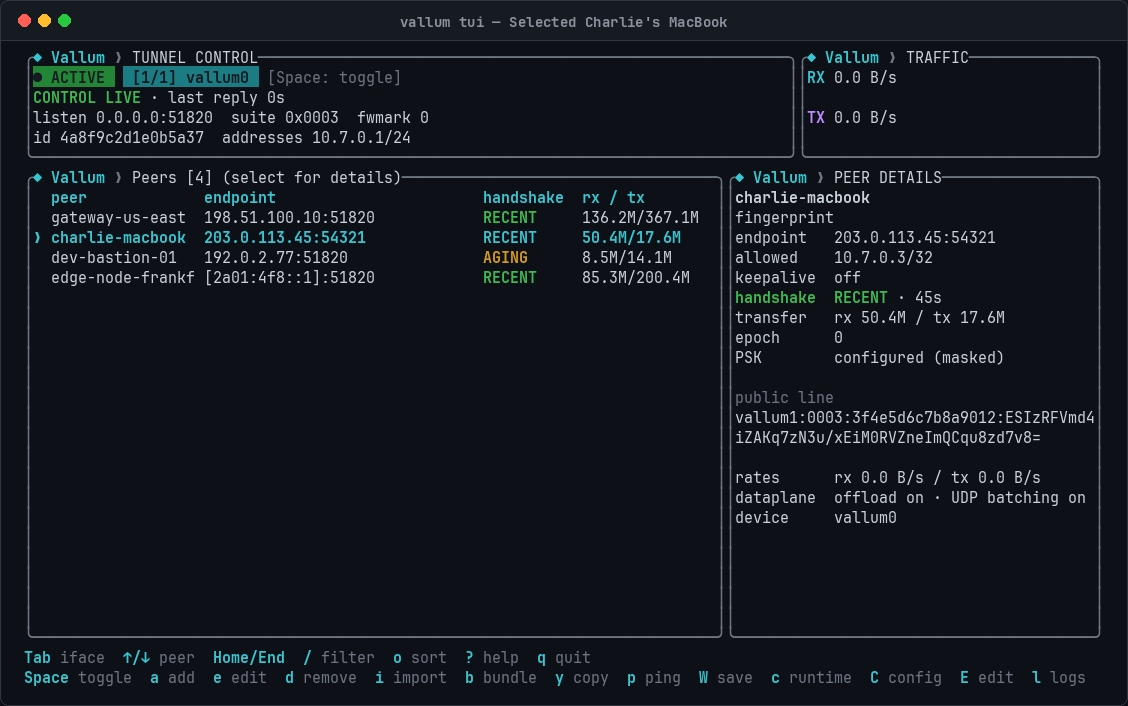 vallum tui — Selected Charlie's MacBook
◆ Vallum ❭ TUNNEL CONTROL
● ACTIVE [1/1] vallum0 [Space: toggle]
CONTROL LIVE · last reply 0s
listen 0.0.0.0:51820 suite 0x0003 fwmark 0
id 4a8f9c2d1e0b5a37 addresses 10.7.0.1/24
◆ Vallum ❭ TRAFFIC
RX 0.0 B/s
TX 0.0 B/s
◆ Vallum ❭ Peers [4] (select for details)
peer endpoint handshake rx / tx
gateway-us-east 198.51.100.10:51820 RECENT 136.2M/367.1M
❭ charlie-macbook 203.0.113.45:54321 RECENT 50.4M/17.6M
dev-bastion-01 192.0.2.77:51820 AGING 8.5M/14.1M
edge-node-frankf [2a01:4f8::1]:51820 RECENT 85.3M/200.4M
◆ Vallum ❭ PEER DETAILS
charlie-macbook
fingerprint
endpoint 203.0.113.45:54321
allowed 10.7.0.3/32
keepalive off
handshake RECENT · 45s
transfer rx 50.4M / tx 17.6M
epoch 0
PSK configured (masked)
public line
vallum1:0003:3f4e5d6c7b8a9012:ESIzRFVmd4
iZAKq7zN3u/xEiM0RVZneImQCqu8zd7v8=
rates rx 0.0 B/s / tx 0.0 B/s
dataplane offload on · UDP batching on
device vallum0
Tab iface ↑/↓ peer Home/End / filter o sort ? help q quit
Space toggle a add e edit d remove i import b bundle y copy p ping W save c runtime C config E edit l logs